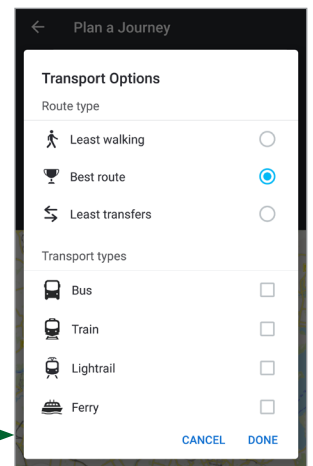 Plan a Journey
Transport Options
Route type
Least walking
Best route
Least transfers
Transport types
Bus
Train
Lightrail
Ferry
CANCEL DONE